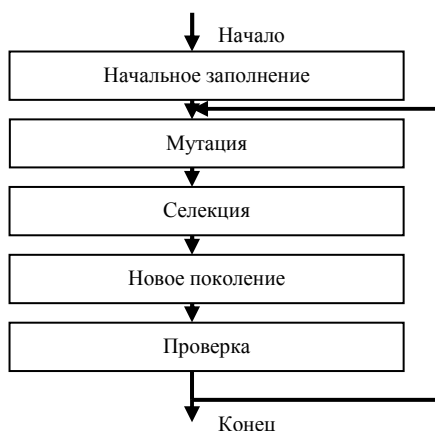 Начало
Начальное заполнение
Мутация
Селекция
Новое поколение
Проверка
Конец